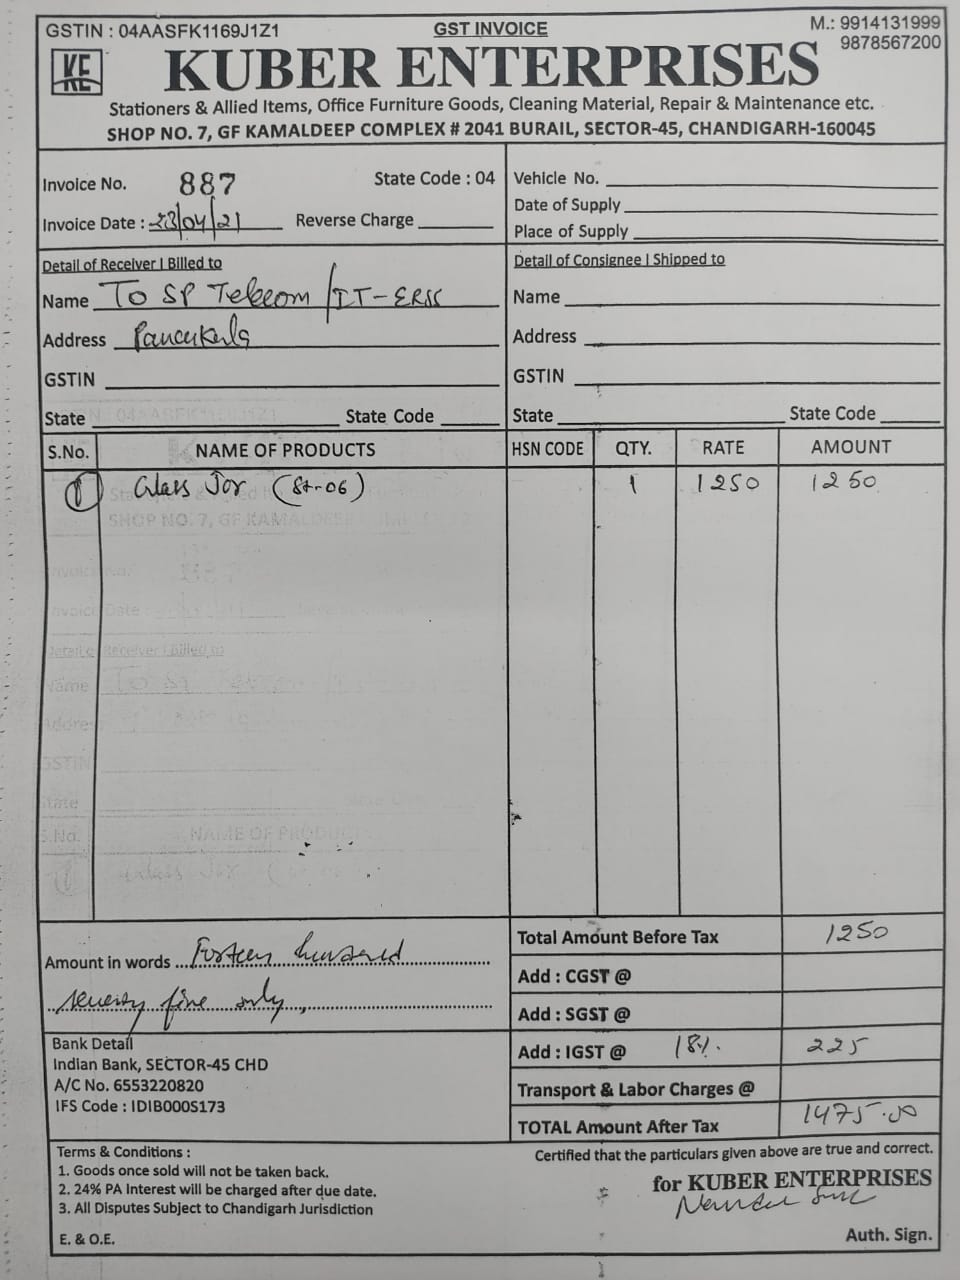 GSTIN : 04AASFK1169J1Z1
GST INVOICE
M.: 9914131999
9878567200
KE
KUBER ENTERPRISES
Stationers & Allied Items, Office Furniture Goods, Cleaning Material, Repair & Maintenance etc.
SHOP NO. 7, GF KAMALDEEP COMPLEX # 2041 BURAIL, SECTOR-45, CHANDIGARH-160045
Invoice No. 887 State Code : 04
Invoice Date : 23/04/21 Reverse Charge
Vehicle No.
Date of Supply
Place of Supply
Detail of Receiver | Billed to
Name To SP Telecom / IT-ERSS
Address
GSTIN
State State Code
Detail of Consignee | Shipped to
Name
Address
GSTIN
State State Code
S.No. NAME OF PRODUCTS HSN CODE QTY. RATE AMOUNT
1 Glass Jar (St-06) 1 1250 1250
Total Amount Before Tax 1250
Add : CGST @
Add : SGST @
Add : IGST @ 18%. 225
Transport & Labor Charges @
TOTAL Amount After Tax 1475.00
Amount in words Forteen hundred
seventy five only,
Bank Detail
Indian Bank, SECTOR-45 CHD
A/C No. 6553220820
IFS Code : IDIB000S173
Terms & Conditions :
1. Goods once sold will not be taken back.
2. 24% PA Interest will be charged after due date.
3. All Disputes Subject to Chandigarh Jurisdiction
E. & O.E.
Certified that the particulars given above are true and correct.
for KUBER ENTERPRISES
Auth. Sign.